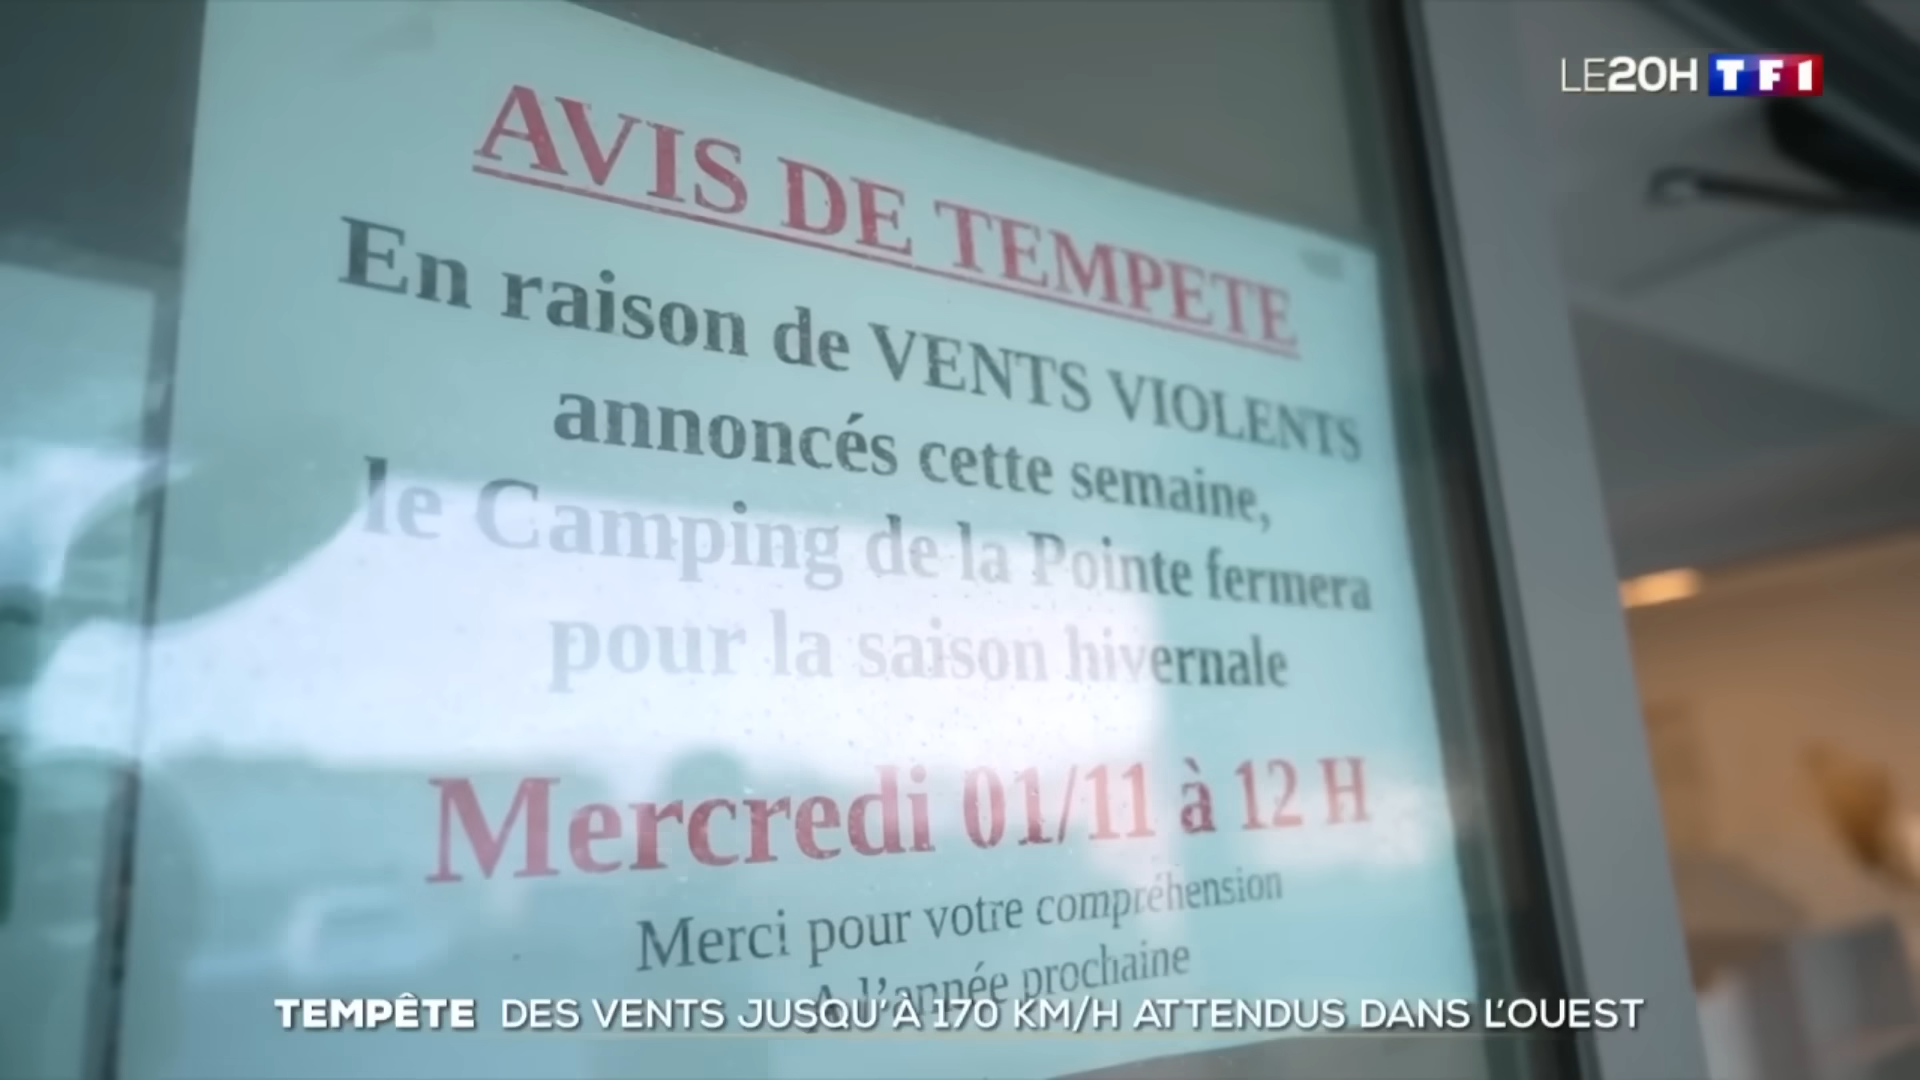 LE20H TF1
AVIS DE TEMPETE
En raison de VENTS VIOLENTS
annoncés cette semaine,
le Camping de la Pointe fermera
pour la saison hivernale
Mercredi 01/11 à 12 H
Merci pour votre compréhension
A l'année prochaine
TEMPÊTE DES VENTS JUSQU'À 170 KM/H ATTENDUS DANS L'OUEST